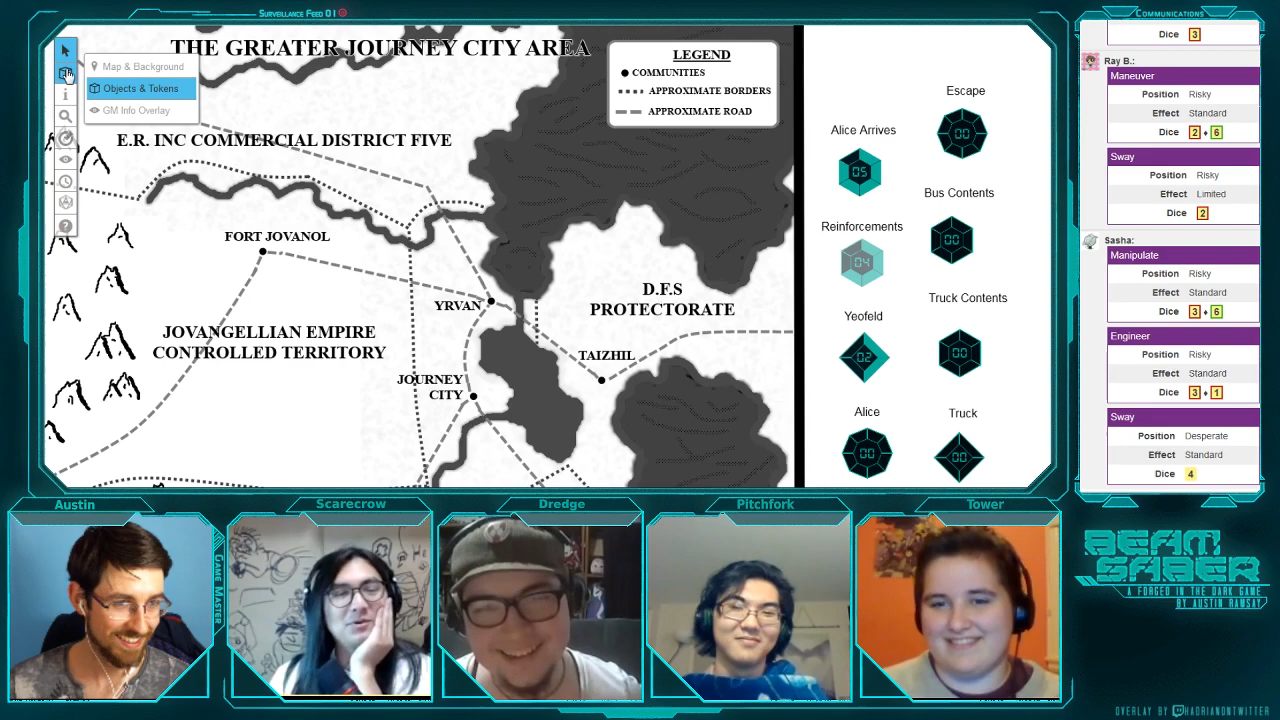 SURVEILLANCE FEED 01
COMMUNICATIONS
THE GREATER JOURNEY CITY AREA
Map & Background
Objects & Tokens
GM Info Overlay
LEGEND
COMMUNITIES
APPROXIMATE BORDERS
APPROXIMATE ROAD
E.R. INC COMMERCIAL DISTRICT FIVE
FORT JOVANOL
YRVAN
D.F.S
PROTECTORATE
JOVANGELLIAN EMPIRE
CONTROLLED TERRITORY
TAIZHIL
JOURNEY
CITY
Escape
00
Alice Arrives
05
Bus Contents
00
Reinforcements
04
Truck Contents
00
Yeofeld
02
Alice
00
Truck
00
Dice 3
Ray B.:
Maneuver
Position Risky
Effect Standard
Dice 2 ♦ 6
Sway
Position Risky
Effect Limited
Dice 2
Sasha:
Manipulate
Position Risky
Effect Standard
Dice 3 ♦ 6
Engineer
Position Risky
Effect Standard
Dice 3 ♦ 1
Sway
Position Desperate
Effect Standard
Dice 4
Austin
Scarecrow
Dredge
Pitchfork
Tower
GAME MASTER
BEAM
SABER
A FORGED IN THE DARK GAME
BY AUSTIN RAMSAY
OVERLAY BY HADRIANONTWITTER